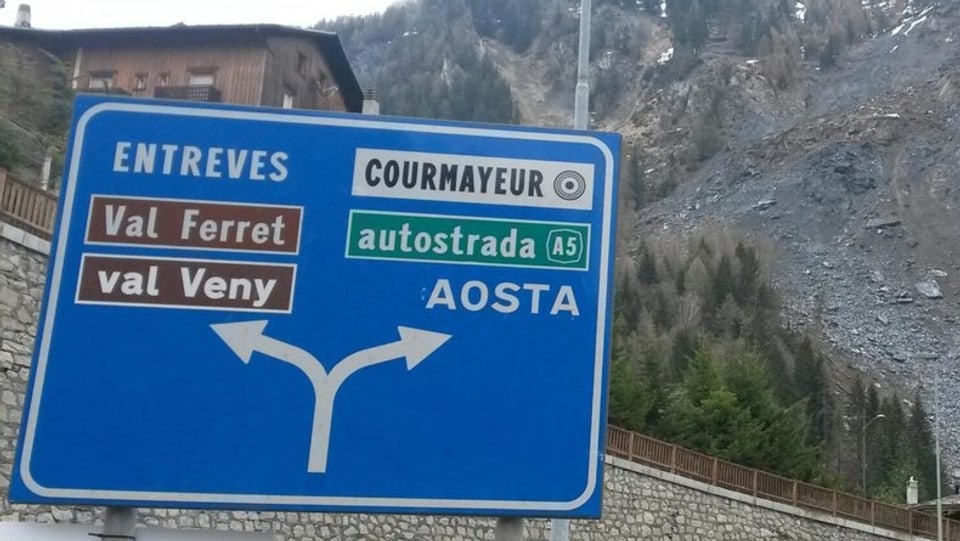 ENTREVES
Val Ferret
val Veny
COURMAYEUR
autostrada A5
AOSTA